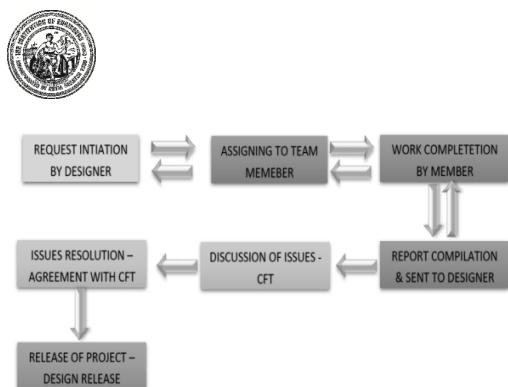 REQUEST INTIATION
BY DESIGNER
ASSIGNING TO TEAM
MEMEBER
WORK COMPLETETION
BY MEMBER
ISSUES RESOLUTION –
AGREEMENT WITH CFT
DISCUSSION OF ISSUES -
CFT
REPORT COMPILATION
& SENT TO DESIGNER
RELEASE OF PROJECT –
DESIGN RELEASE